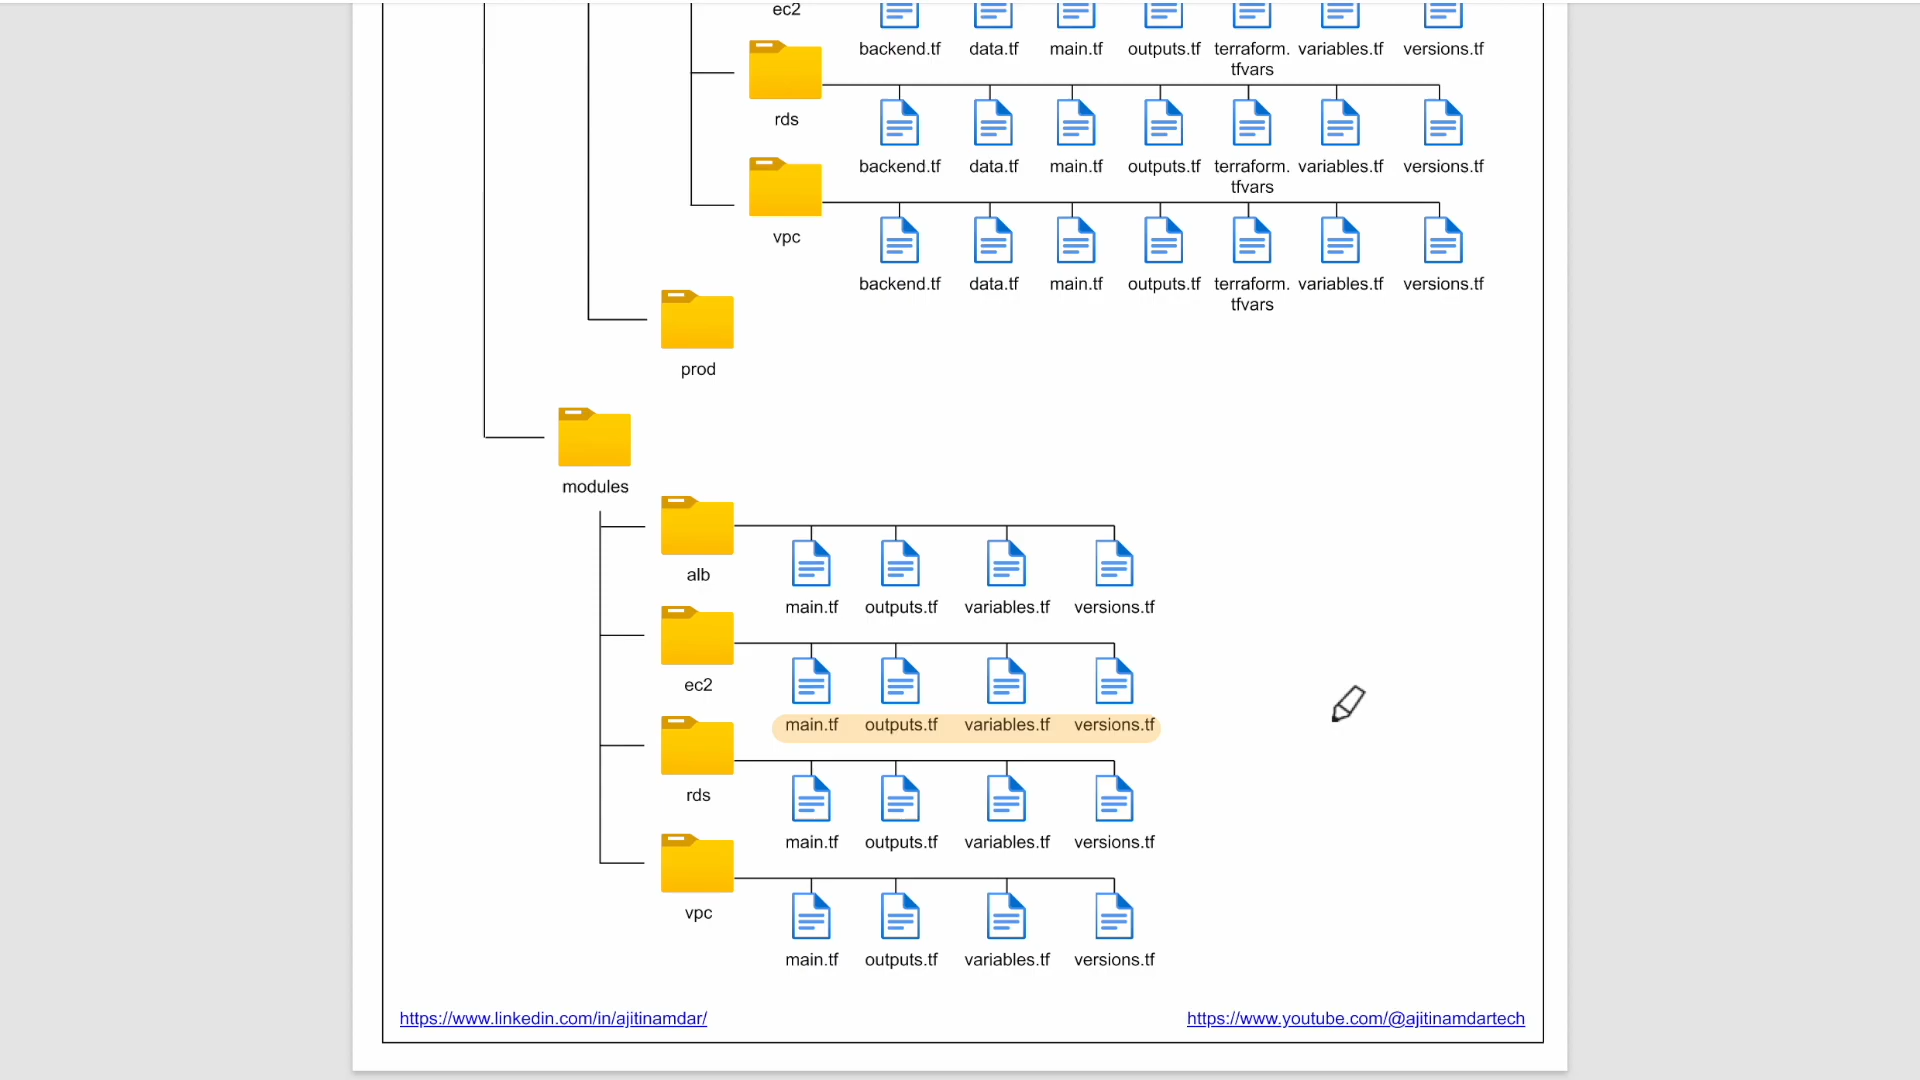 ec2
backend.tf data.tf main.tf outputs.tf terraform. variables.tf versions.tf
tfvars
rds
backend.tf data.tf main.tf outputs.tf terraform. variables.tf versions.tf
tfvars
vpc
backend.tf data.tf main.tf outputs.tf terraform. variables.tf versions.tf
tfvars
prod
modules
alb
main.tf outputs.tf variables.tf versions.tf
ec2
main.tf outputs.tf variables.tf versions.tf
rds
main.tf outputs.tf variables.tf versions.tf
vpc
main.tf outputs.tf variables.tf versions.tf
https://www.linkedin.com/in/ajitinamdar/ https://www.youtube.com/@ajitinamdartech